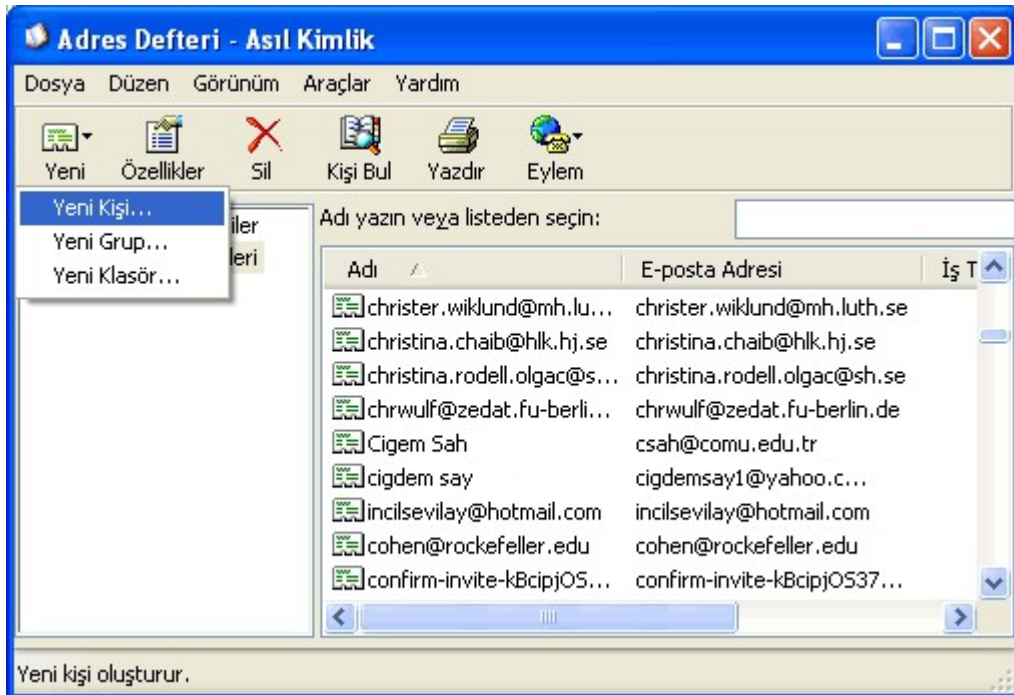 Adres Defteri - Asıl Kimlik
Dosya Düzen Görünüm Araçlar Yardım
Yeni Özellikler Sil Kişi Bul Yazdır Eylem
Yeni Kişi...
Yeni Grup...
Yeni Klasör...
iler
leri
Adı yazın veya listeden seçin:
Adı E-posta Adresi İş T
christer.wiklund@mh.lu... christer.wiklund@mh.luth.se
christina.chaib@hlk.hj.se christina.chaib@hlk.hj.se
christina.rodell.olgac@s... christina.rodell.olgac@sh.se
chrwulf@zedat.fu-berli... chrwulf@zedat.fu-berlin.de
Cigem Sah csah@comu.edu.tr
cigdem say cigdemsay1@yahoo.c...
incilsevilay@hotmail.com incilsevilay@hotmail.com
cohen@rockefeller.edu cohen@rockefeller.edu
confirm-invite-kBcipjOS... confirm-invite-kBcipjOS37...
Yeni kişi oluşturur.